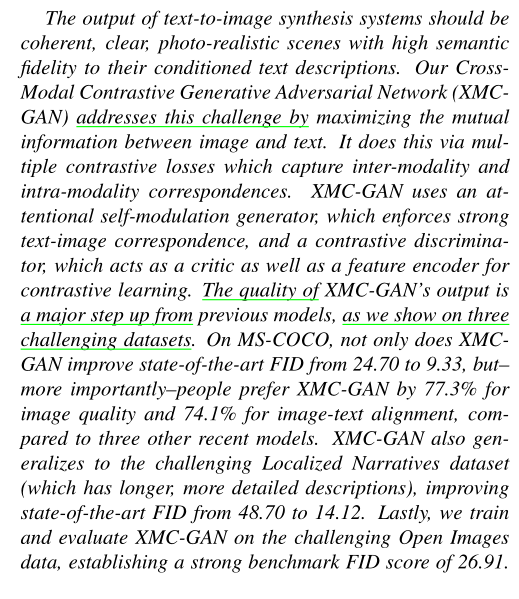 The output of text-to-image synthesis systems should be
coherent, clear, photo-realistic scenes with high semantic
fidelity to their conditioned text descriptions. Our Cross-
Modal Contrastive Generative Adversarial Network (XMC-
GAN) addresses this challenge by maximizing the mutual
information between image and text. It does this via mul-
tiple contrastive losses which capture inter-modality and
intra-modality correspondences. XMC-GAN uses an at-
tentional self-modulation generator, which enforces strong
text-image correspondence, and a contrastive discrimina-
tor, which acts as a critic as well as a feature encoder for
contrastive learning. The quality of XMC-GAN's output is
a major step up from previous models, as we show on three
challenging datasets. On MS-COCO, not only does XMC-
GAN improve state-of-the-art FID from 24.70 to 9.33, but–
more importantly–people prefer XMC-GAN by 77.3% for
image quality and 74.1% for image-text alignment, com-
pared to three other recent models. XMC-GAN also gen-
eralizes to the challenging Localized Narratives dataset
(which has longer, more detailed descriptions), improving
state-of-the-art FID from 48.70 to 14.12. Lastly, we train
and evaluate XMC-GAN on the challenging Open Images
data, establishing a strong benchmark FID score of 26.91.